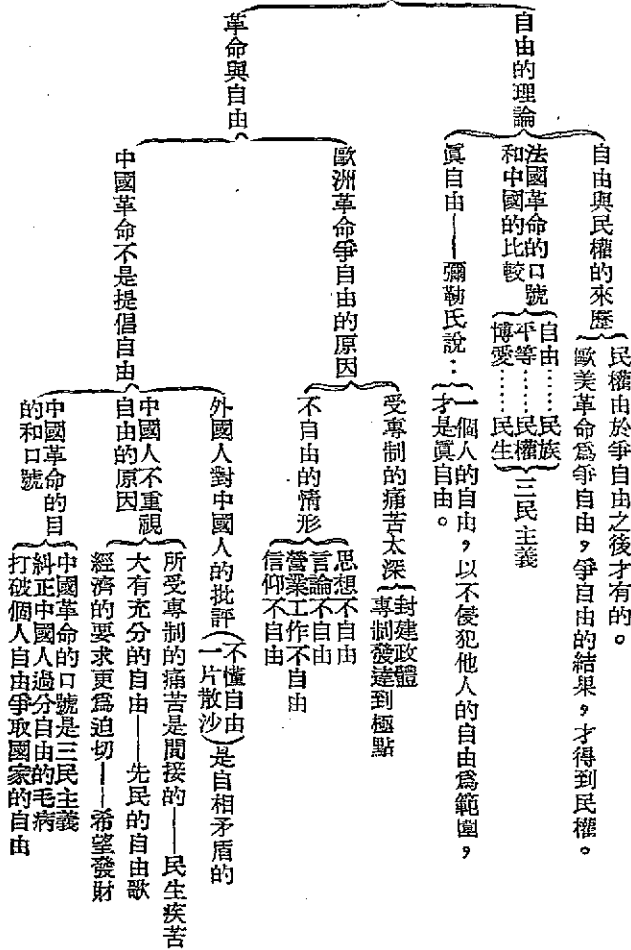 自由的理論
自由與民權的來歷
民權由於爭自由之後才有的。
歐美革命爲爭自由，爭自由的結果，才得到民權。
法國革命的口號
和中國的比較
自由……民族
平等……民權
博愛……民生
三民主義
眞自由——彌勒氏說：
一個人的自由，以不侵犯他人的自由爲範圍，
才是眞自由。
革命與自由
歐洲革命爭自由的原因
受專制的痛苦太深
封建政體
專制發達到極點
不自由的情形
思想不自由
言論不自由
營業工作不自由
信仰不自由
中國革命不是提倡自由
外國人對中國人的批評
不懂自由
一片散沙
是自相矛盾的
中國人不重視
自由的原因
所受專制的痛苦是間接的——民生疾苦
大有充分的自由——先民的自由歌
經濟的要求更爲迫切——希望發財
中國革命的目
的和口號
中國革命的口號是三民主義
糾正中國人過分自由的毛病
打破個人自由爭取國家的自由